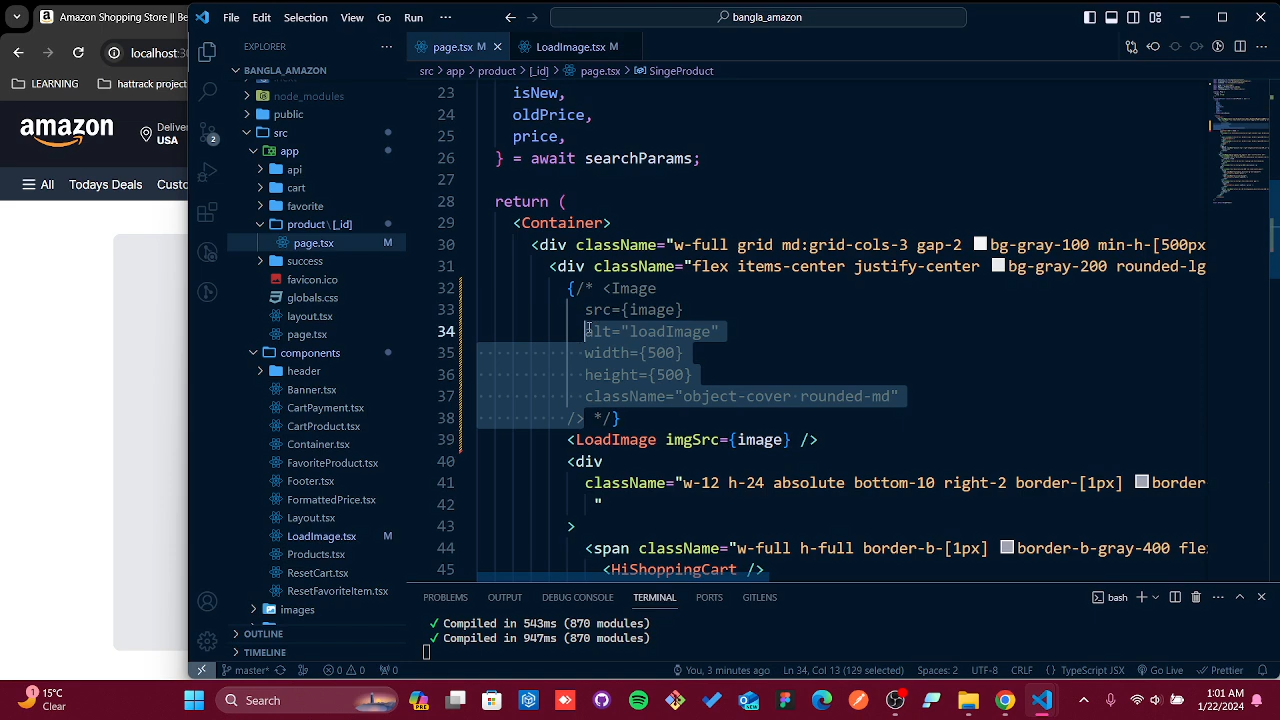 Amazon Shopping Store |
localhost:30
LEARNING
hattrad project
amazon
Deliver
USA
All
Today's Deals
Custo
File Edit Selection View Go Run ···
bangla_amazon
EXPLORER
BANGLA_AMAZON
node_modules
public
src
app
api
cart
favorite
product\[_id]
page.tsx M
success
favicon.ico
globals.css
layout.tsx
page.tsx
components
header
Banner.tsx
CartPayment.tsx
CartProduct.tsx
Container.tsx
FavoriteProduct.tsx
Footer.tsx
FormattedPrice.tsx
Layout.tsx
LoadImage.tsx M
Products.tsx
ResetCart.tsx
ResetFavoriteItem.tsx
images
OUTLINE
TIMELINE
2
page.tsx M
LoadImage.tsx M
src > app > product > [_id] > page.tsx > SingeProduct
23 isNew,
24 oldPrice,
25 price,
26 } = await searchParams;
27
28 return (
29 <Container>
30 <div className="w-full grid md:grid-cols-3 gap-2 bg-gray-100 min-h-[500px
31 <div className="flex items-center justify-center bg-gray-200 rounded-lg
32 {/* <Image
33 src={image}
34 alt="loadImage"
35 width={500}
36 height={500}
37 className="object-cover rounded-md"
38 /> */}
39 <LoadImage imgSrc={image} />
40 <div
41 className="w-12 h-24 absolute bottom-10 right-2 border-[1px] border-
42 "
43 >
44 <span className="w-full h-full border-b-[1px] border-b-gray-400 fle
45 <HiShoppingCart />
PROBLEMS OUTPUT DEBUG CONSOLE TERMINAL PORTS GITLENS
bash
✓ Compiled in 543ms (870 modules)
✓ Compiled in 947ms (870 modules)
master*
0 0
0
You, 3 minutes ago
Ln 34, Col 13 (129 selected)
Spaces: 2
UTF-8
CRLF
{} TypeScript JSX
Go Live
Prettier
15°C
Clear
Search
PRE
1:01 AM
1/22/2024